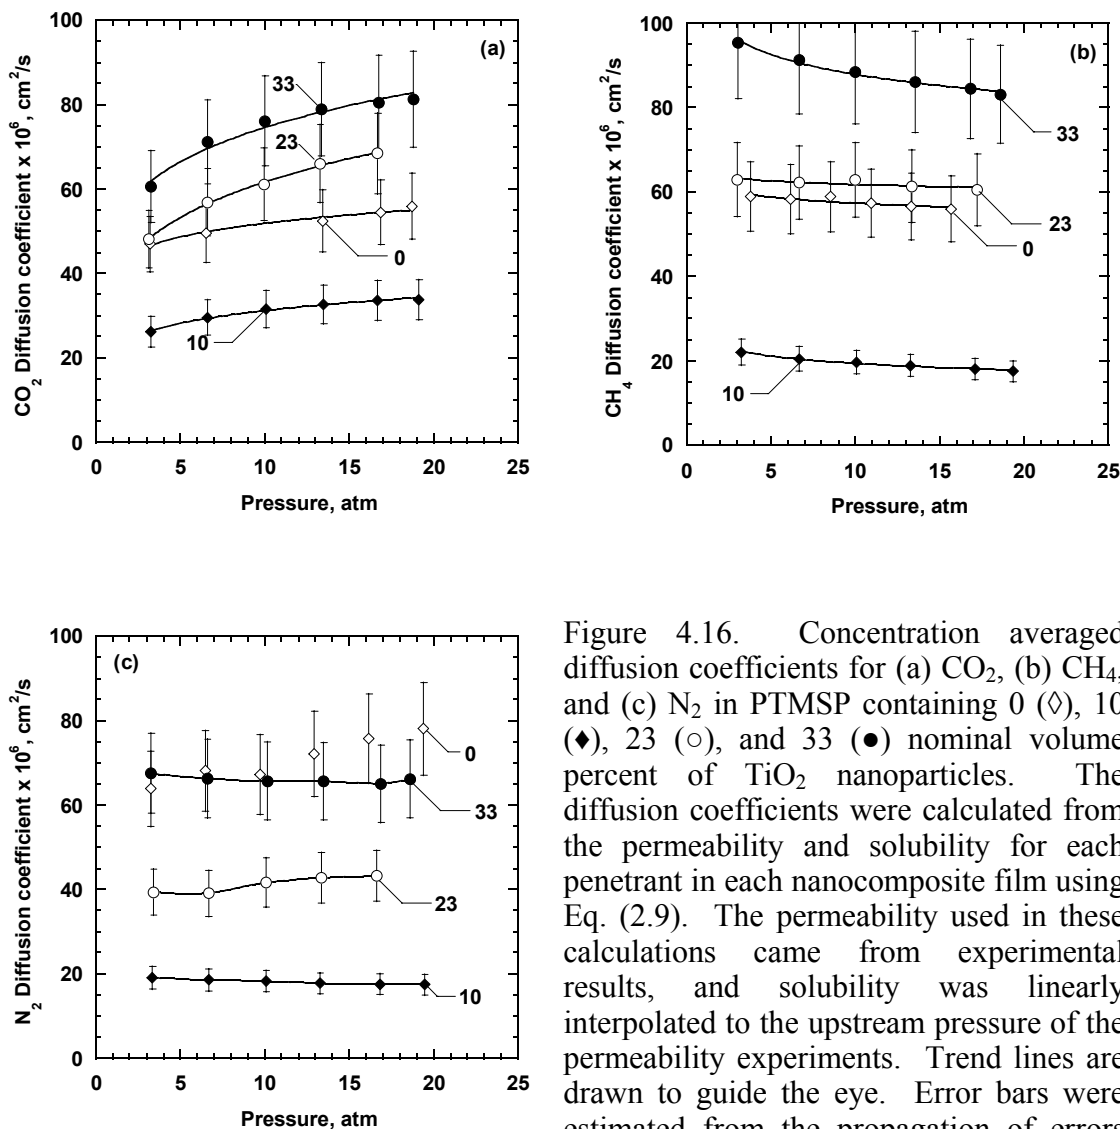 100
80
60
40
20
0
CO2 Diffusion coefficient x 10^6, cm^2/s
(a)
33
23
0
10
0 5 10 15 20 25
Pressure, atm
100
80
60
40
20
0
CH4 Diffusion coefficient x 10^6, cm^2/s
(b)
33
23
0
10
0 5 10 15 20 25
Pressure, atm
100
80
60
40
20
0
N2 Diffusion coefficient x 10^6, cm^2/s
(c)
0
33
23
10
0 5 10 15 20 25
Pressure, atm
Figure 4.16. Concentration averaged
diffusion coefficients for (a) CO2, (b) CH4,
and (c) N2 in PTMSP containing 0 (◊), 10
(♦), 23 (○), and 33 (●) nominal volume
percent of TiO2 nanoparticles. The
diffusion coefficients were calculated from
the permeability and solubility for each
penetrant in each nanocomposite film using
Eq. (2.9). The permeability used in these
calculations came from experimental
results, and solubility was linearly
interpolated to the upstream pressure of the
permeability experiments. Trend lines are
drawn to guide the eye. Error bars were
estimated from the propagation of errors